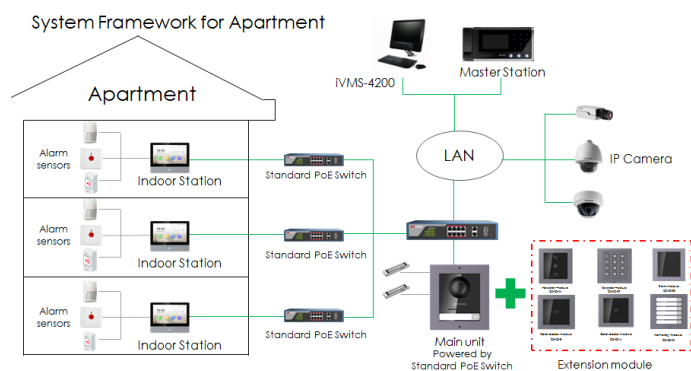 System Framework for Apartment
Apartment
iVMS-4200
Master Station
LAN
IP Camera
Alarm
sensors
Indoor Station
Standard PoE Switch
Alarm
sensors
Indoor Station
Standard PoE Switch
Alarm
sensors
Indoor Station
Standard PoE Switch
Main unit
Powered by
Standard PoE Switch
Extension module